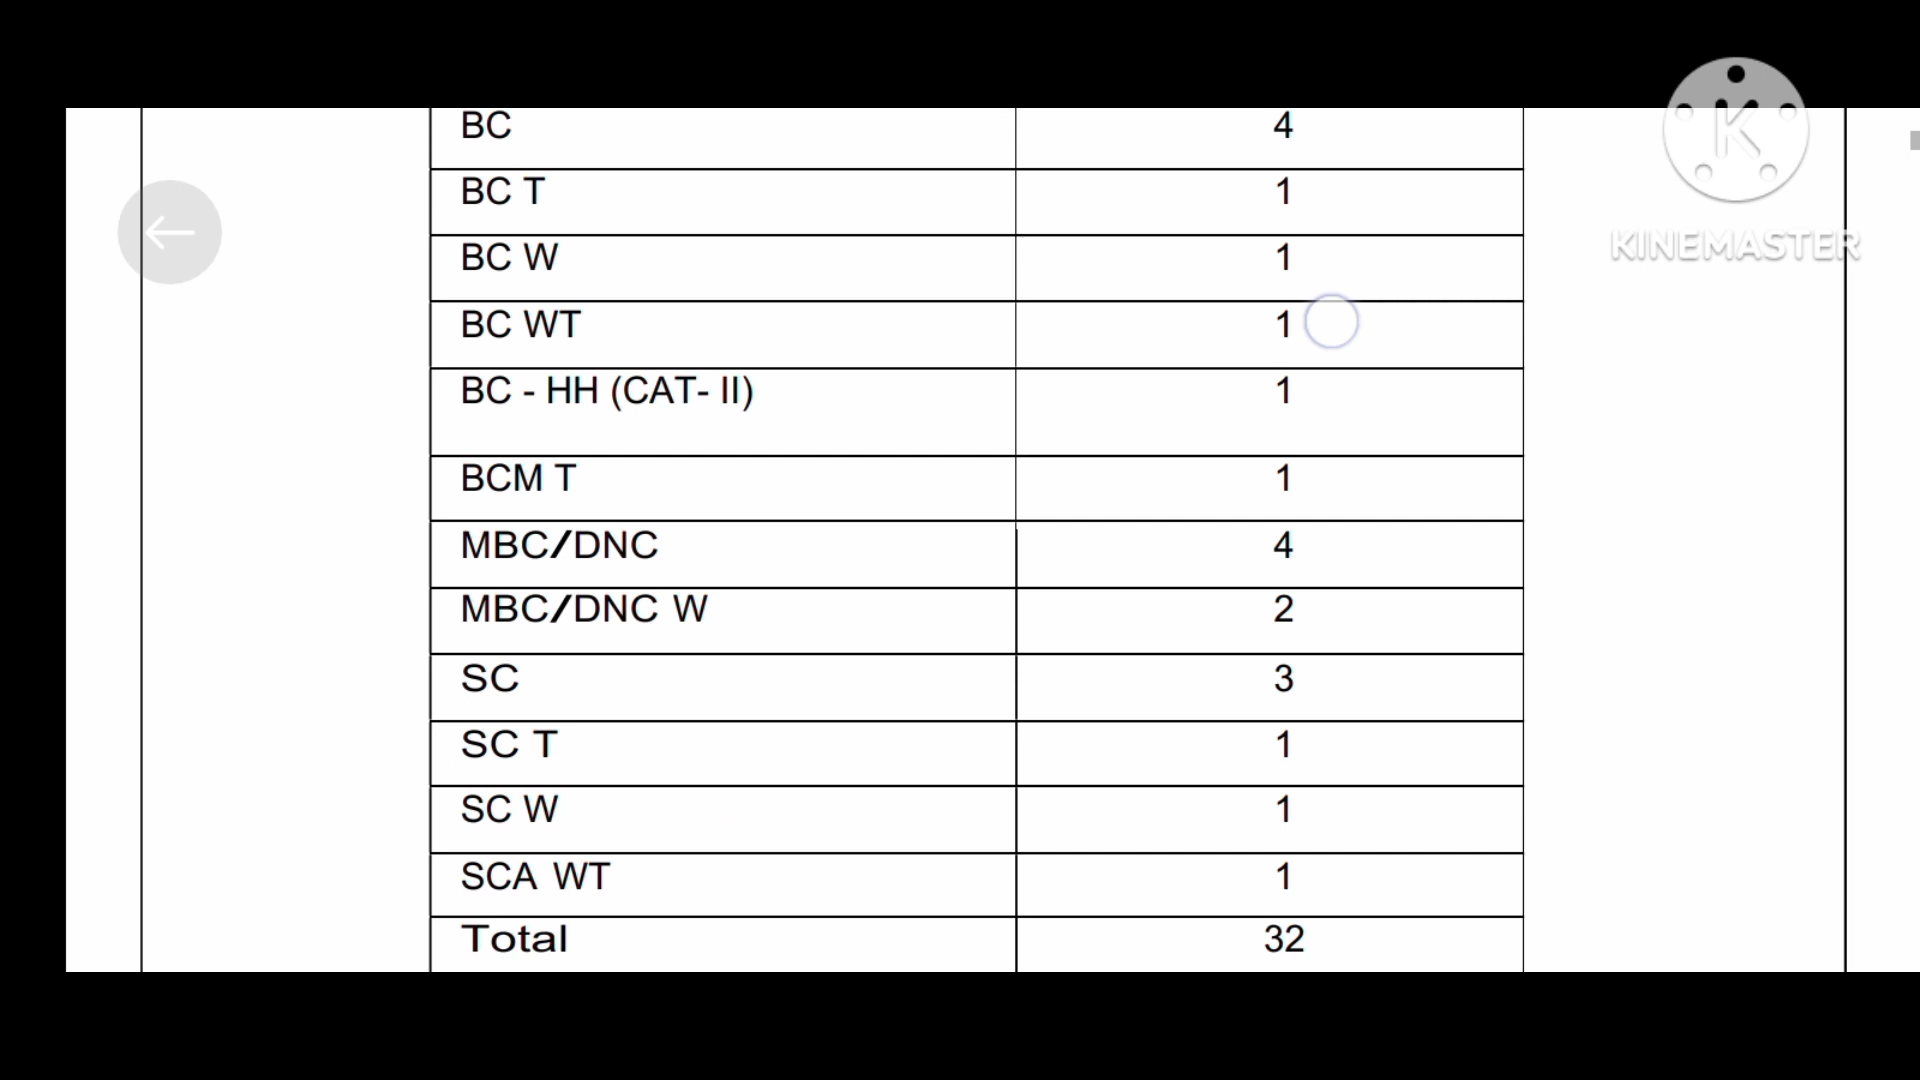 BC 4
BC T 1
BC W 1
BC WT 1
BC - HH (CAT- II) 1
BCM T 1
MBC/DNC 4
MBC/DNC W 2
SC 3
SC T 1
SC W 1
SCA WT 1
Total 32
K
KINEMASTER